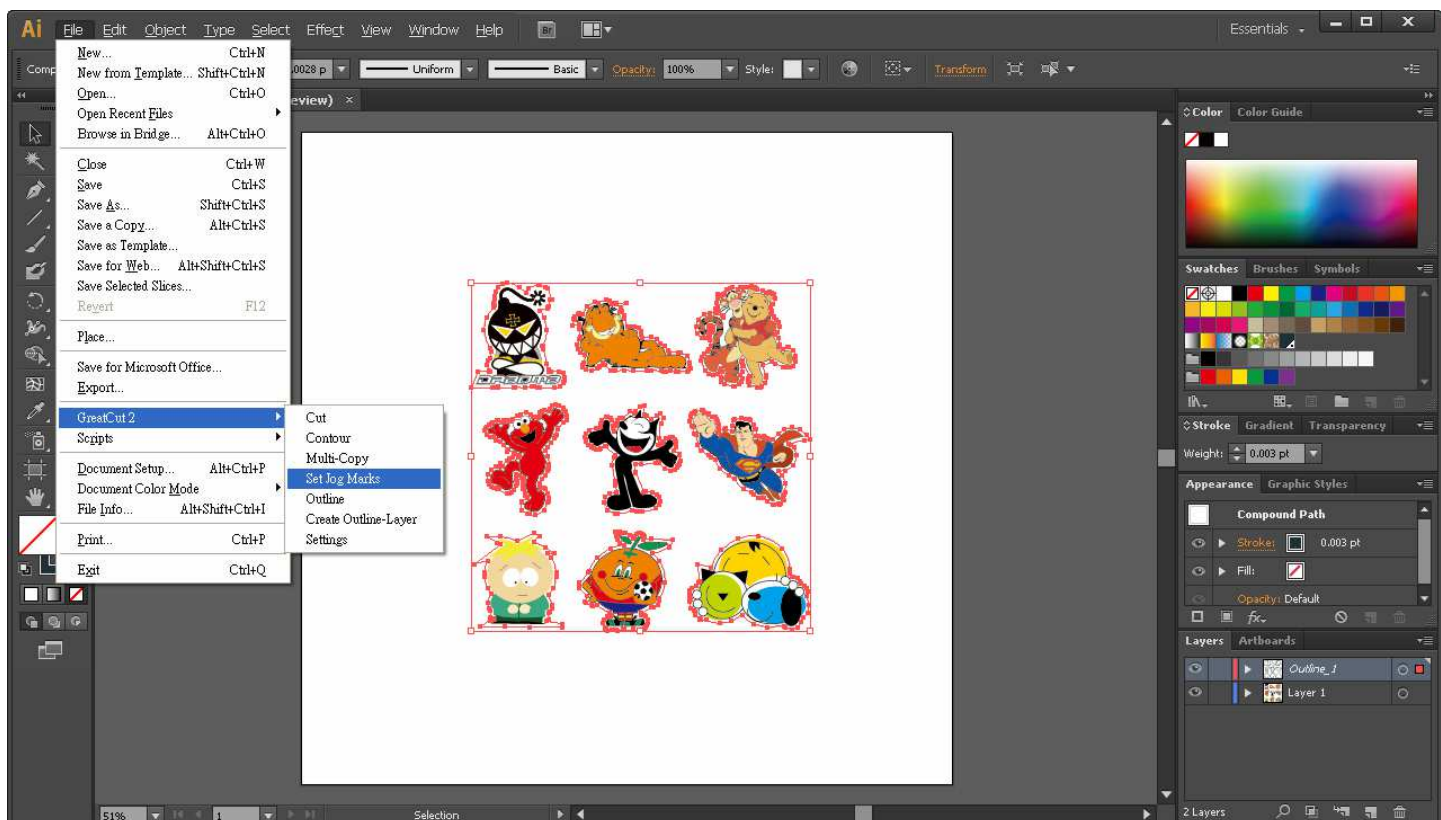 Ai File Edit Object Type Select Effect View Window Help Br Essentials
Comp .0028 p Uniform Basic Opacity: 100% Style: Transform
eview) ×
New... Ctrl+N
New from Template... Shift+Ctrl+N
Open... Ctrl+O
Open Recent Files
Browse in Bridge... Alt+Ctrl+O
Close Ctrl+W
Save Ctrl+S
Save As... Shift+Ctrl+S
Save a Copy... Alt+Ctrl+S
Save as Template...
Save for Web... Alt+Shift+Ctrl+S
Save Selected Slices...
Revert F12
Place...
Save for Microsoft Office...
Export...
GreatCut 2
Scripts
Document Setup... Alt+Ctrl+P
Document Color Mode
File Info... Alt+Shift+Ctrl+I
Print... Ctrl+P
Exit Ctrl+Q
Cut
Contour
Multi-Copy
Set Jog Marks
Outline
Create Outline-Layer
Settings
Color Color Guide
Swatches Brushes Symbols
Stroke Gradient Transparency
Weight: 0.003 pt
Appearance Graphic Styles
Compound Path
Stroke: 0.003 pt
Fill:
Opacity: Default
fx
Layers Artboards
Outline_1
Layer 1
2 Layers
51% 1 Selection